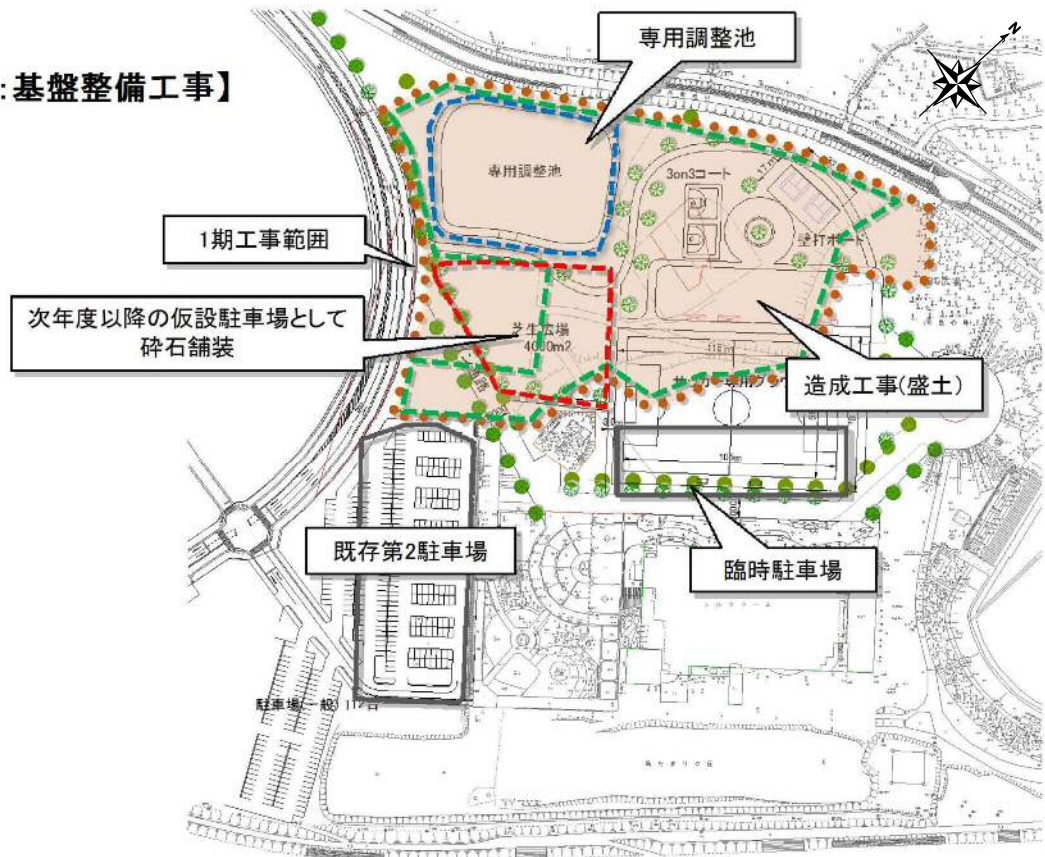 ：基盤整備工事】
N
専用調整池
専用調整池
3on3コート
17m
壁打ボード
1期工事範囲
次年度以降の仮設駐車場として
砕石舗装
芝生広場
4000m2
造成工事(盛土)
既存第2駐車場
臨時駐車場
駐車場(一般) 112台